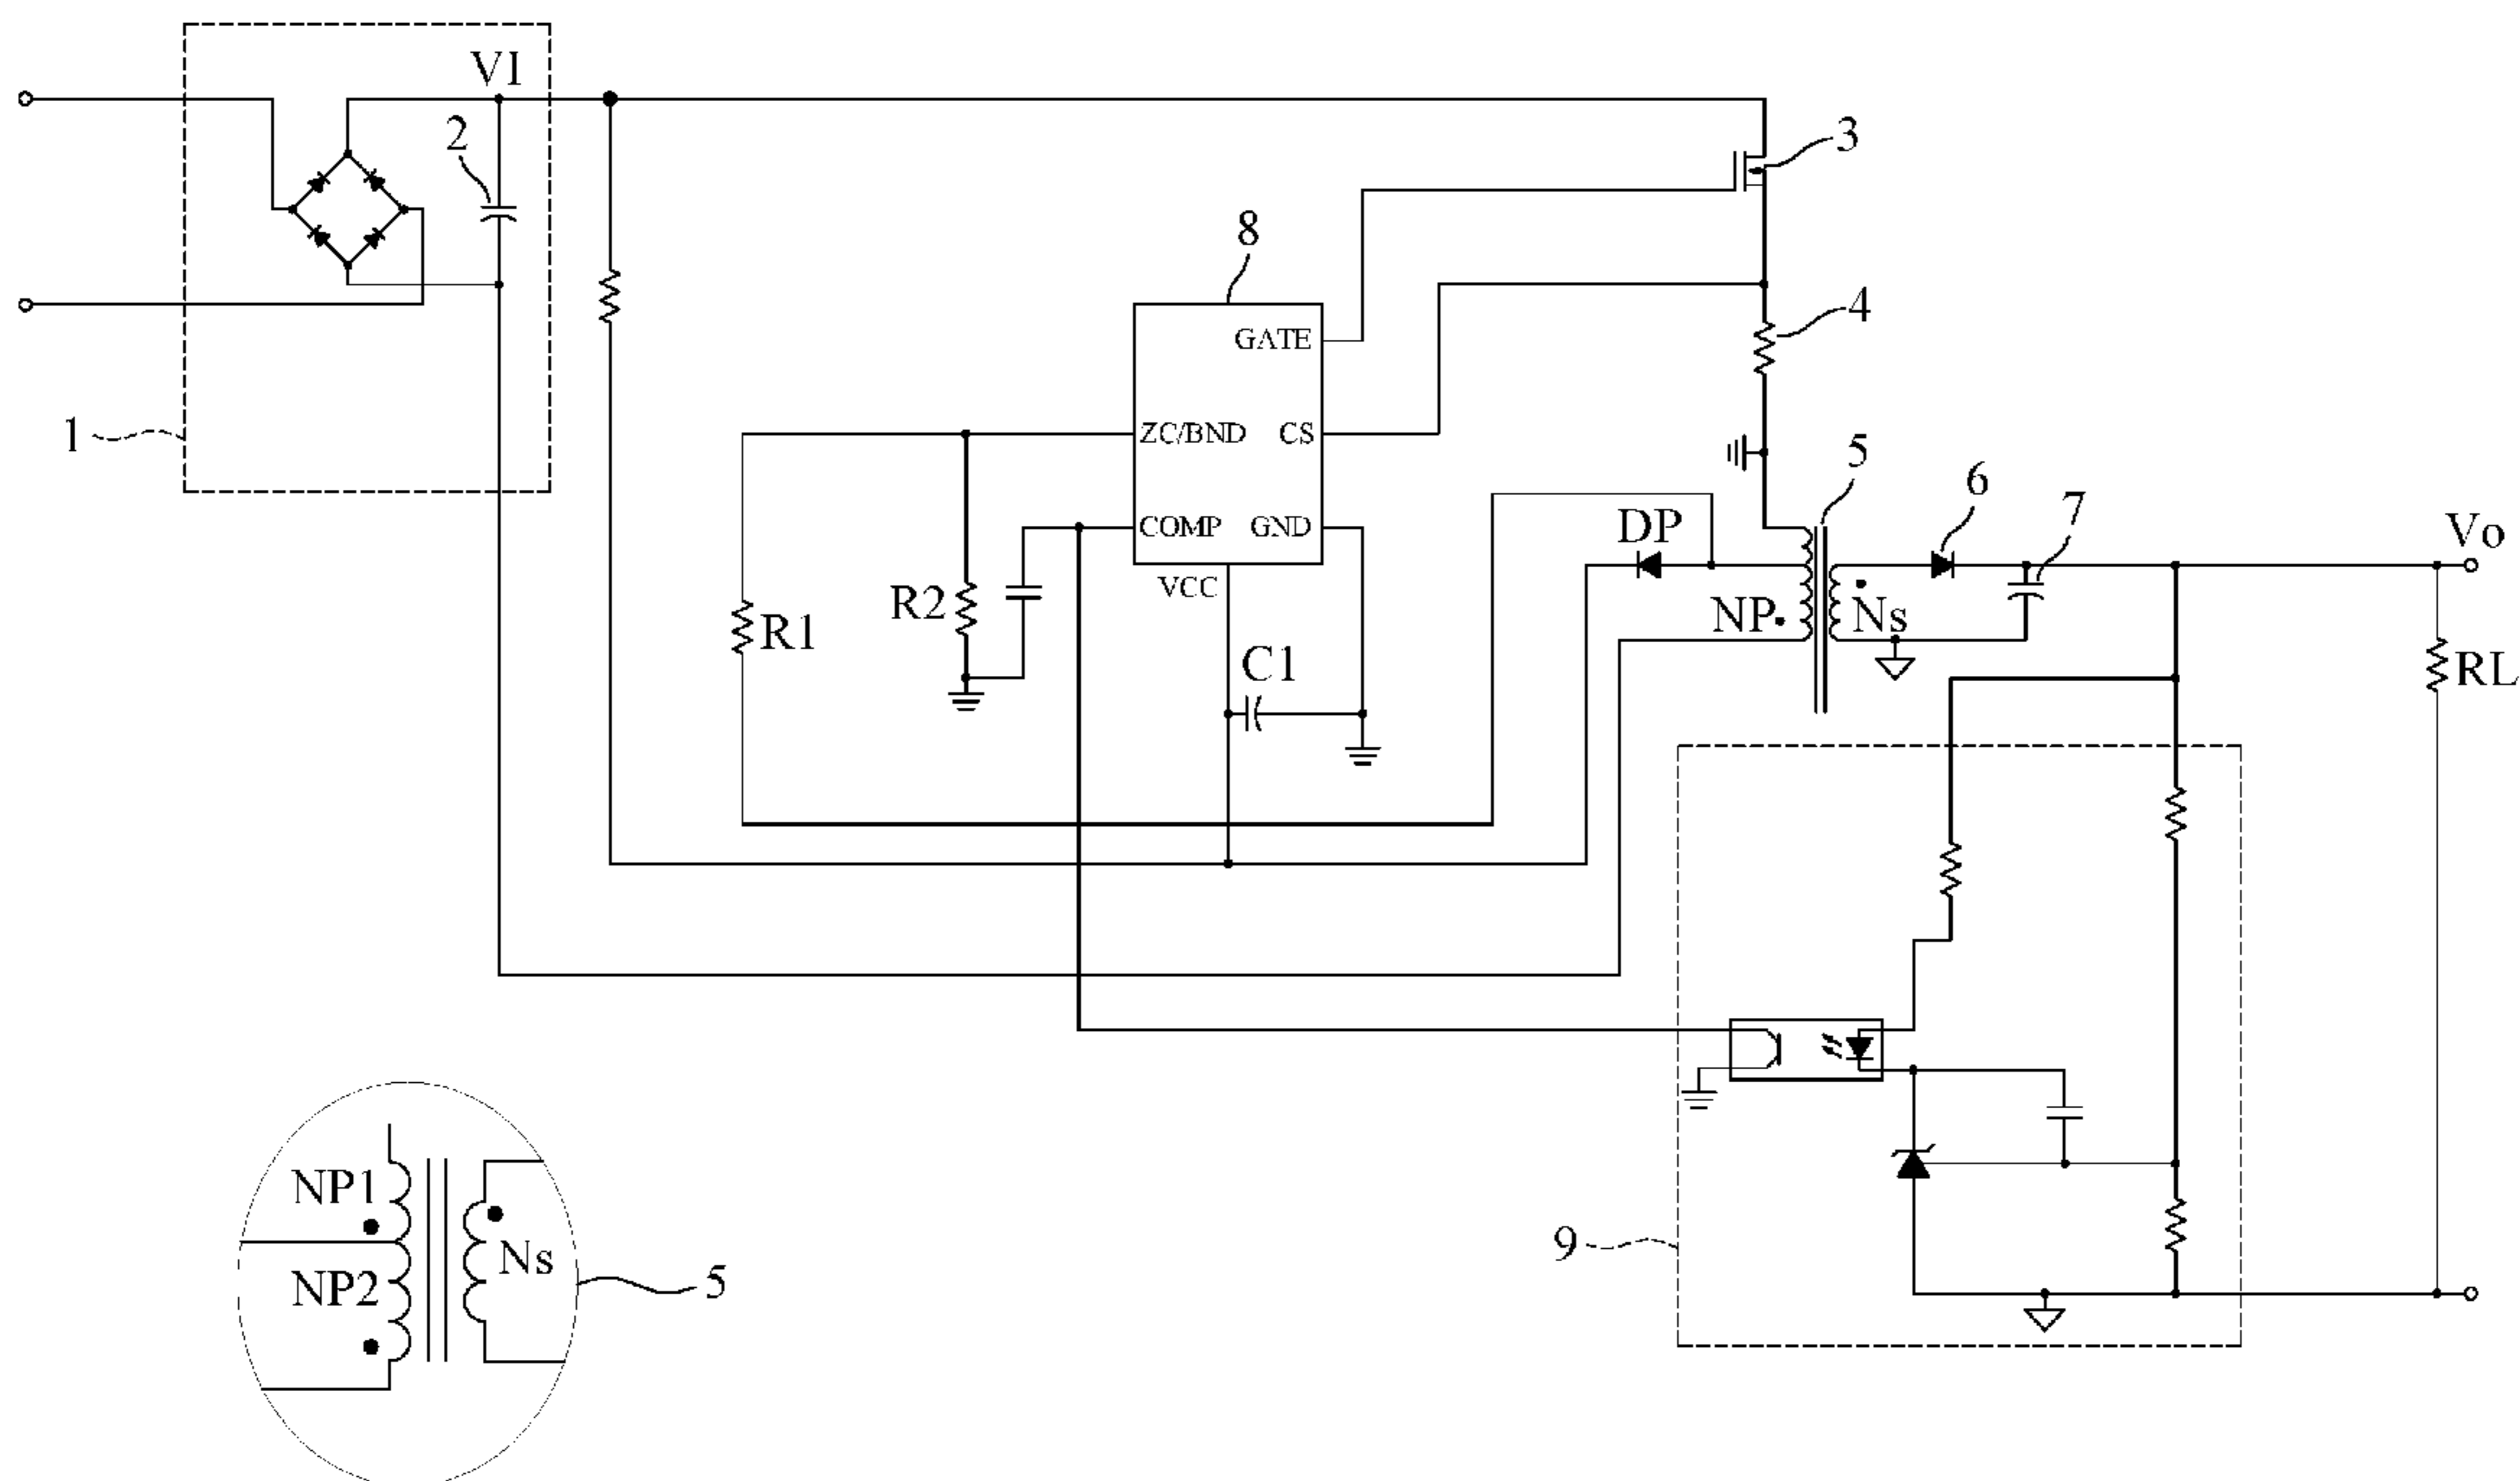 VI
2
3
8
4
GATE
1
ZC/BND
CS
5
6
7
COMP
GND
DP
Vo
VCC
R2
R1
NP
Ns
C1
RL
NP1
NP2
Ns
5
9